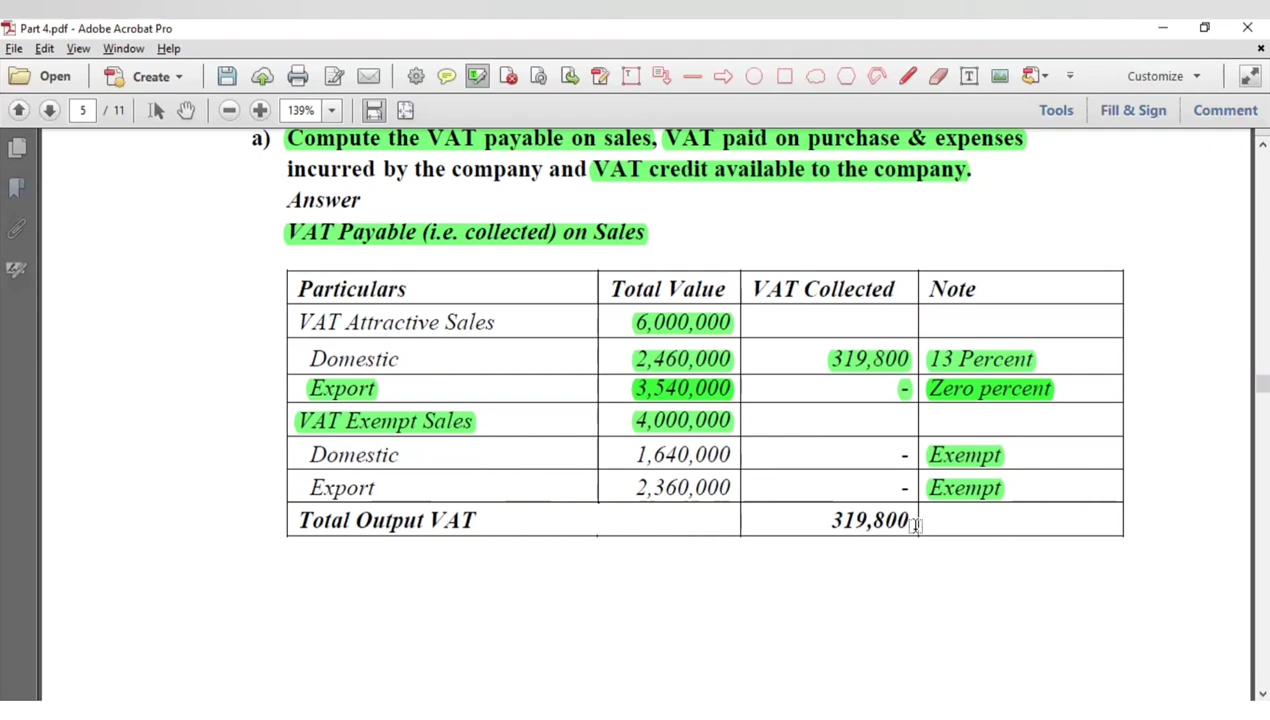 Part 4.pdf - Adobe Acrobat Pro
File Edit View Window Help
Open Create Customize
5 / 11 139% Tools Fill & Sign Comment
a) Compute the VAT payable on sales, VAT paid on purchase & expenses
incurred by the company and VAT credit available to the company.
Answer
VAT Payable (i.e. collected) on Sales
Particulars Total Value VAT Collected Note
VAT Attractive Sales 6,000,000
Domestic 2,460,000 319,800 13 Percent
Export 3,540,000 - Zero percent
VAT Exempt Sales 4,000,000
Domestic 1,640,000 - Exempt
Export 2,360,000 - Exempt
Total Output VAT 319,800